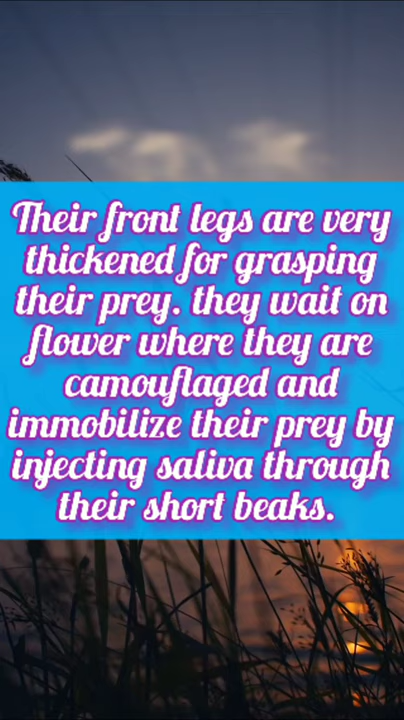 Their front legs are very
thickened for grasping
their prey. they wait on
flower where they are
camouflaged and
immobilize their prey by
injecting saliva through
their short beaks.